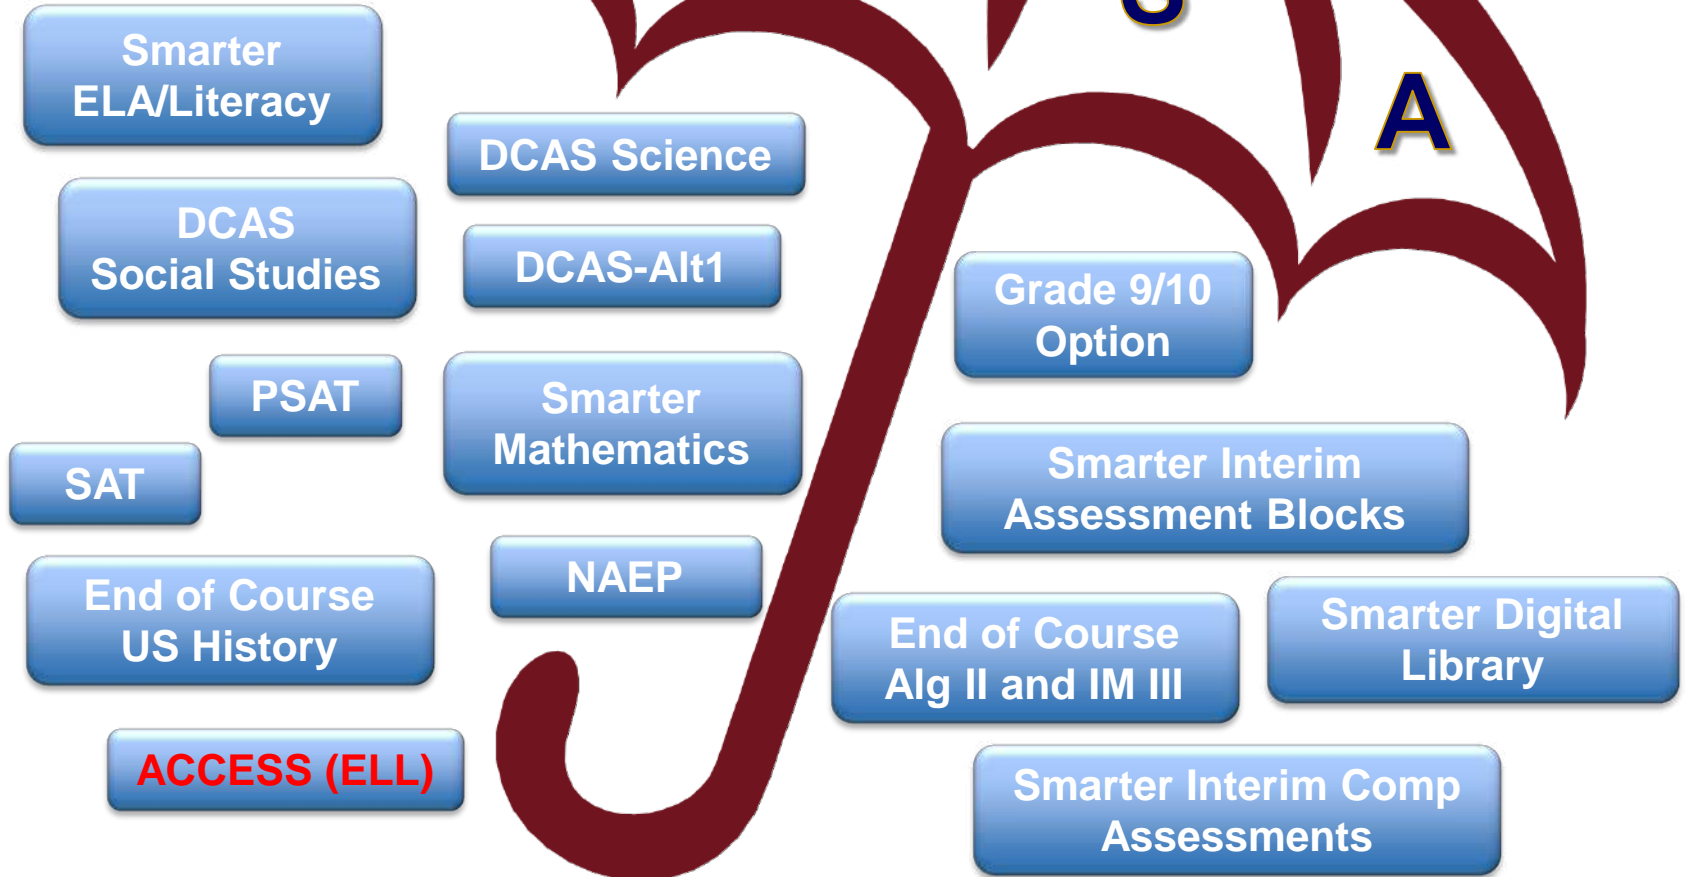 S
A
Smarter
ELA/Literacy
DCAS Science
DCAS
Social Studies
DCAS-Alt1
Grade 9/10
Option
PSAT
Smarter
Mathematics
SAT
Smarter Interim
Assessment Blocks
NAEP
End of Course
US History
End of Course
Alg II and IM III
Smarter Digital
Library
ACCESS (ELL)
Smarter Interim Comp
Assessments